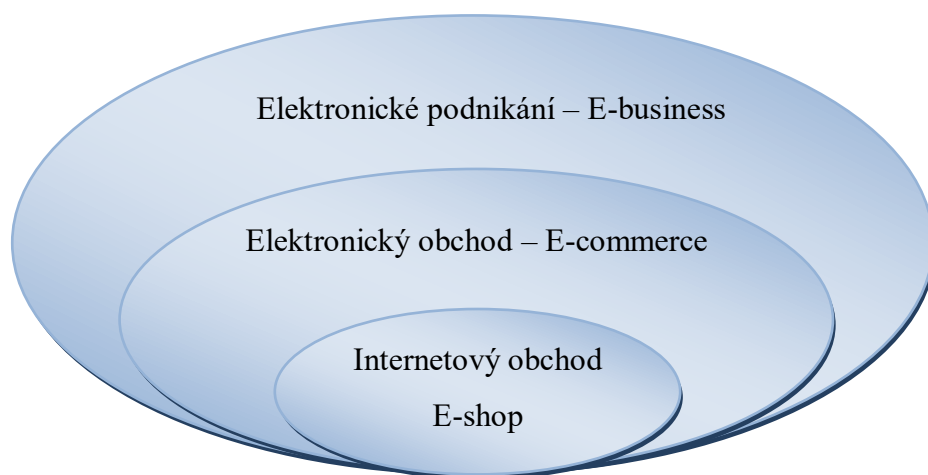 Elektronické podnikání – E-business
Elektronický obchod – E-commerce
Internetový obchod
E-shop